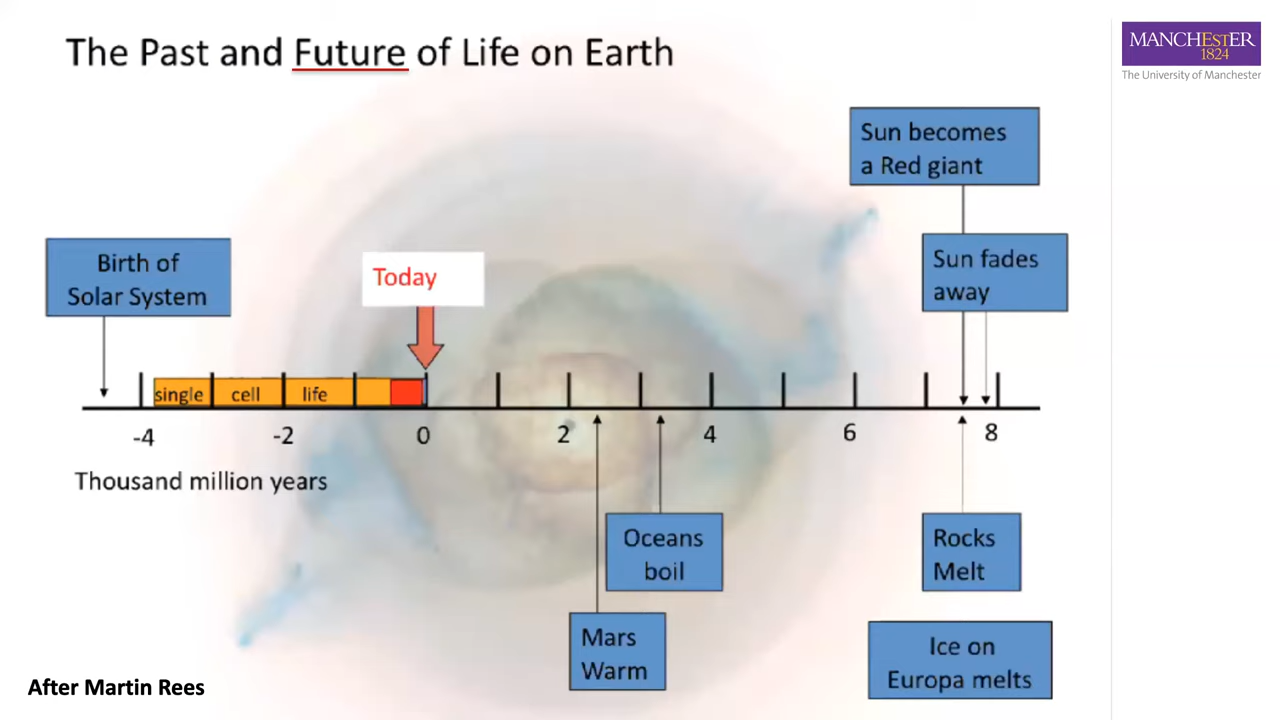 The Past and Future of Life on Earth
MANCHESTER
1824
The University of Manchester
Sun becomes
a Red giant
Birth of
Solar System
Today
Sun fades
away
single cell life
-4 -2 0 2 4 6 8
Thousand million years
Oceans
boil
Rocks
Melt
Mars
Warm
Ice on
Europa melts
After Martin Rees